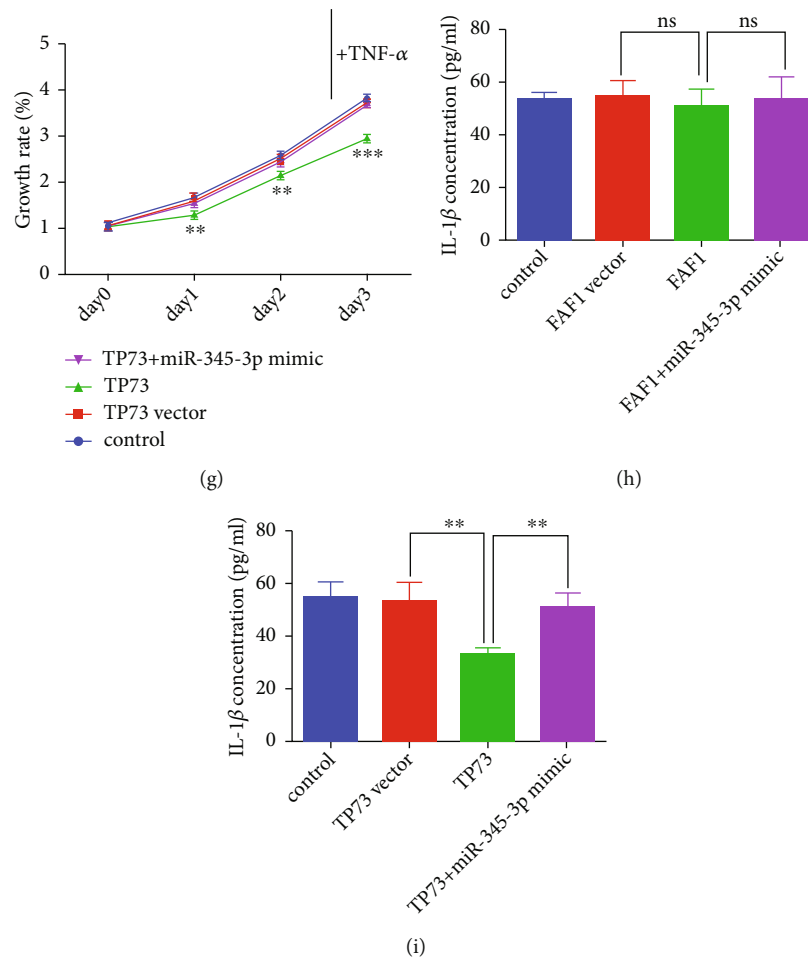 +TNF-α
Growth rate (%)
5
4
3
2
1
0
**
**
***
day0
day1
day2
day3
TP73+miR-345-3p mimic
TP73
TP73 vector
control
(g)
IL-1β concentration (pg/ml)
80
60
40
20
0
ns
ns
control
FAF1 vector
FAF1
FAF1+miR-345-3p mimic
(h)
IL-1β concentration (pg/ml)
80
60
40
20
0
**
**
control
TP73 vector
TP73
TP73+miR-345-3p mimic
(i)